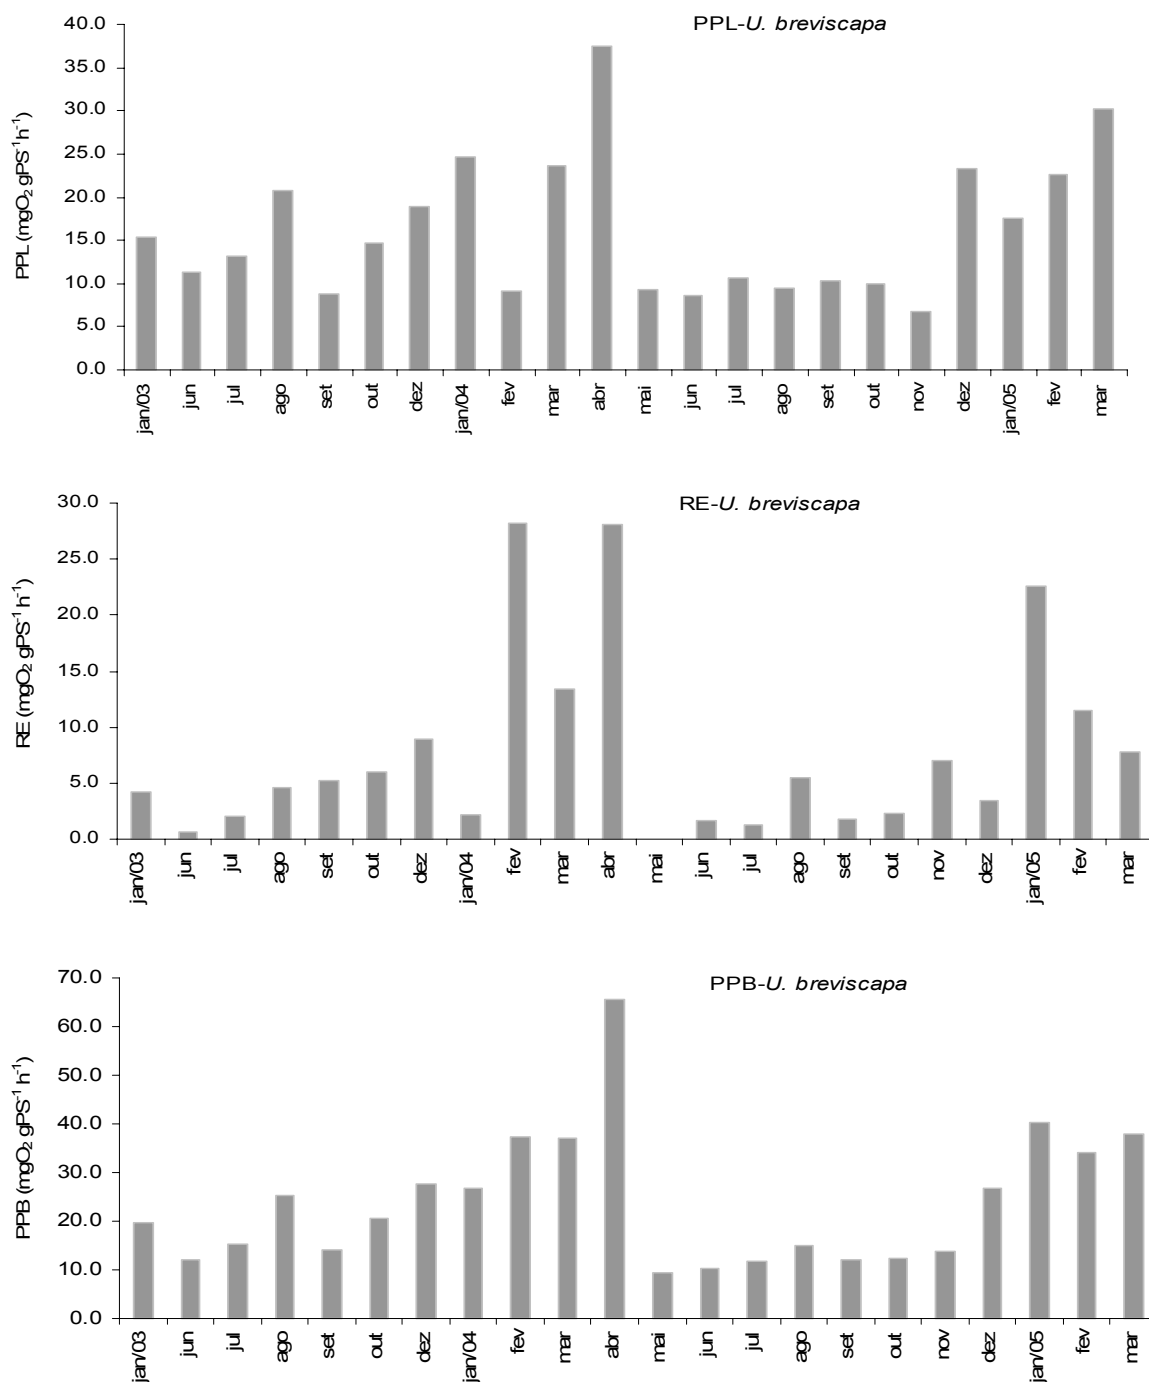 PPL-U. breviscapa
PPL (mgO₂ gPS⁻¹h⁻¹)
40.0
35.0
30.0
25.0
20.0
15.0
10.0
5.0
0.0
jan/03 jun jul ago set out dez jan/04 fev mar abr mai jun jul ago set out nov dez jan/05 fev mar
RE-U. breviscapa
RE (mgO₂ gPS⁻¹ h⁻¹)
30.0
25.0
20.0
15.0
10.0
5.0
0.0
jan/03 jun jul ago set out dez jan/04 fev mar abr mai jun jul ago set out nov dez jan/05 fev mar
PPB-U. breviscapa
PPB (mgO₂ gPS⁻¹ h⁻¹)
70.0
60.0
50.0
40.0
30.0
20.0
10.0
0.0
jan/03 jun jul ago set out dez jan/04 fev mar abr mai jun jul ago set out nov dez jan/05 fev mar